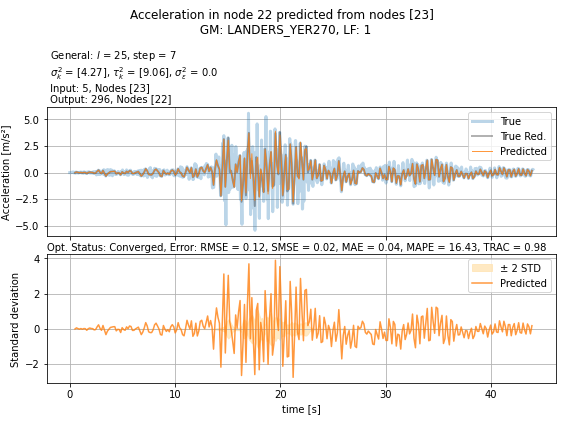 Acceleration in node 22 predicted from nodes [23]
GM: LANDERS_YER270, LF: 1
General: l = 25, step = 7
σ²ₖ = [4.27], τ²ₖ = [9.06], σ²ε = 0.0
Input: 5, Nodes [23]
Output: 296, Nodes [22]
Acceleration [m/s²]
5.0
2.5
0.0
−2.5
−5.0
True
True Red.
Predicted
Opt. Status: Converged, Error: RMSE = 0.12, SMSE = 0.02, MAE = 0.04, MAPE = 16.43, TRAC = 0.98
Standard deviation
4
2
0
−2
± 2 STD
Predicted
0
10
20
30
40
time [s]